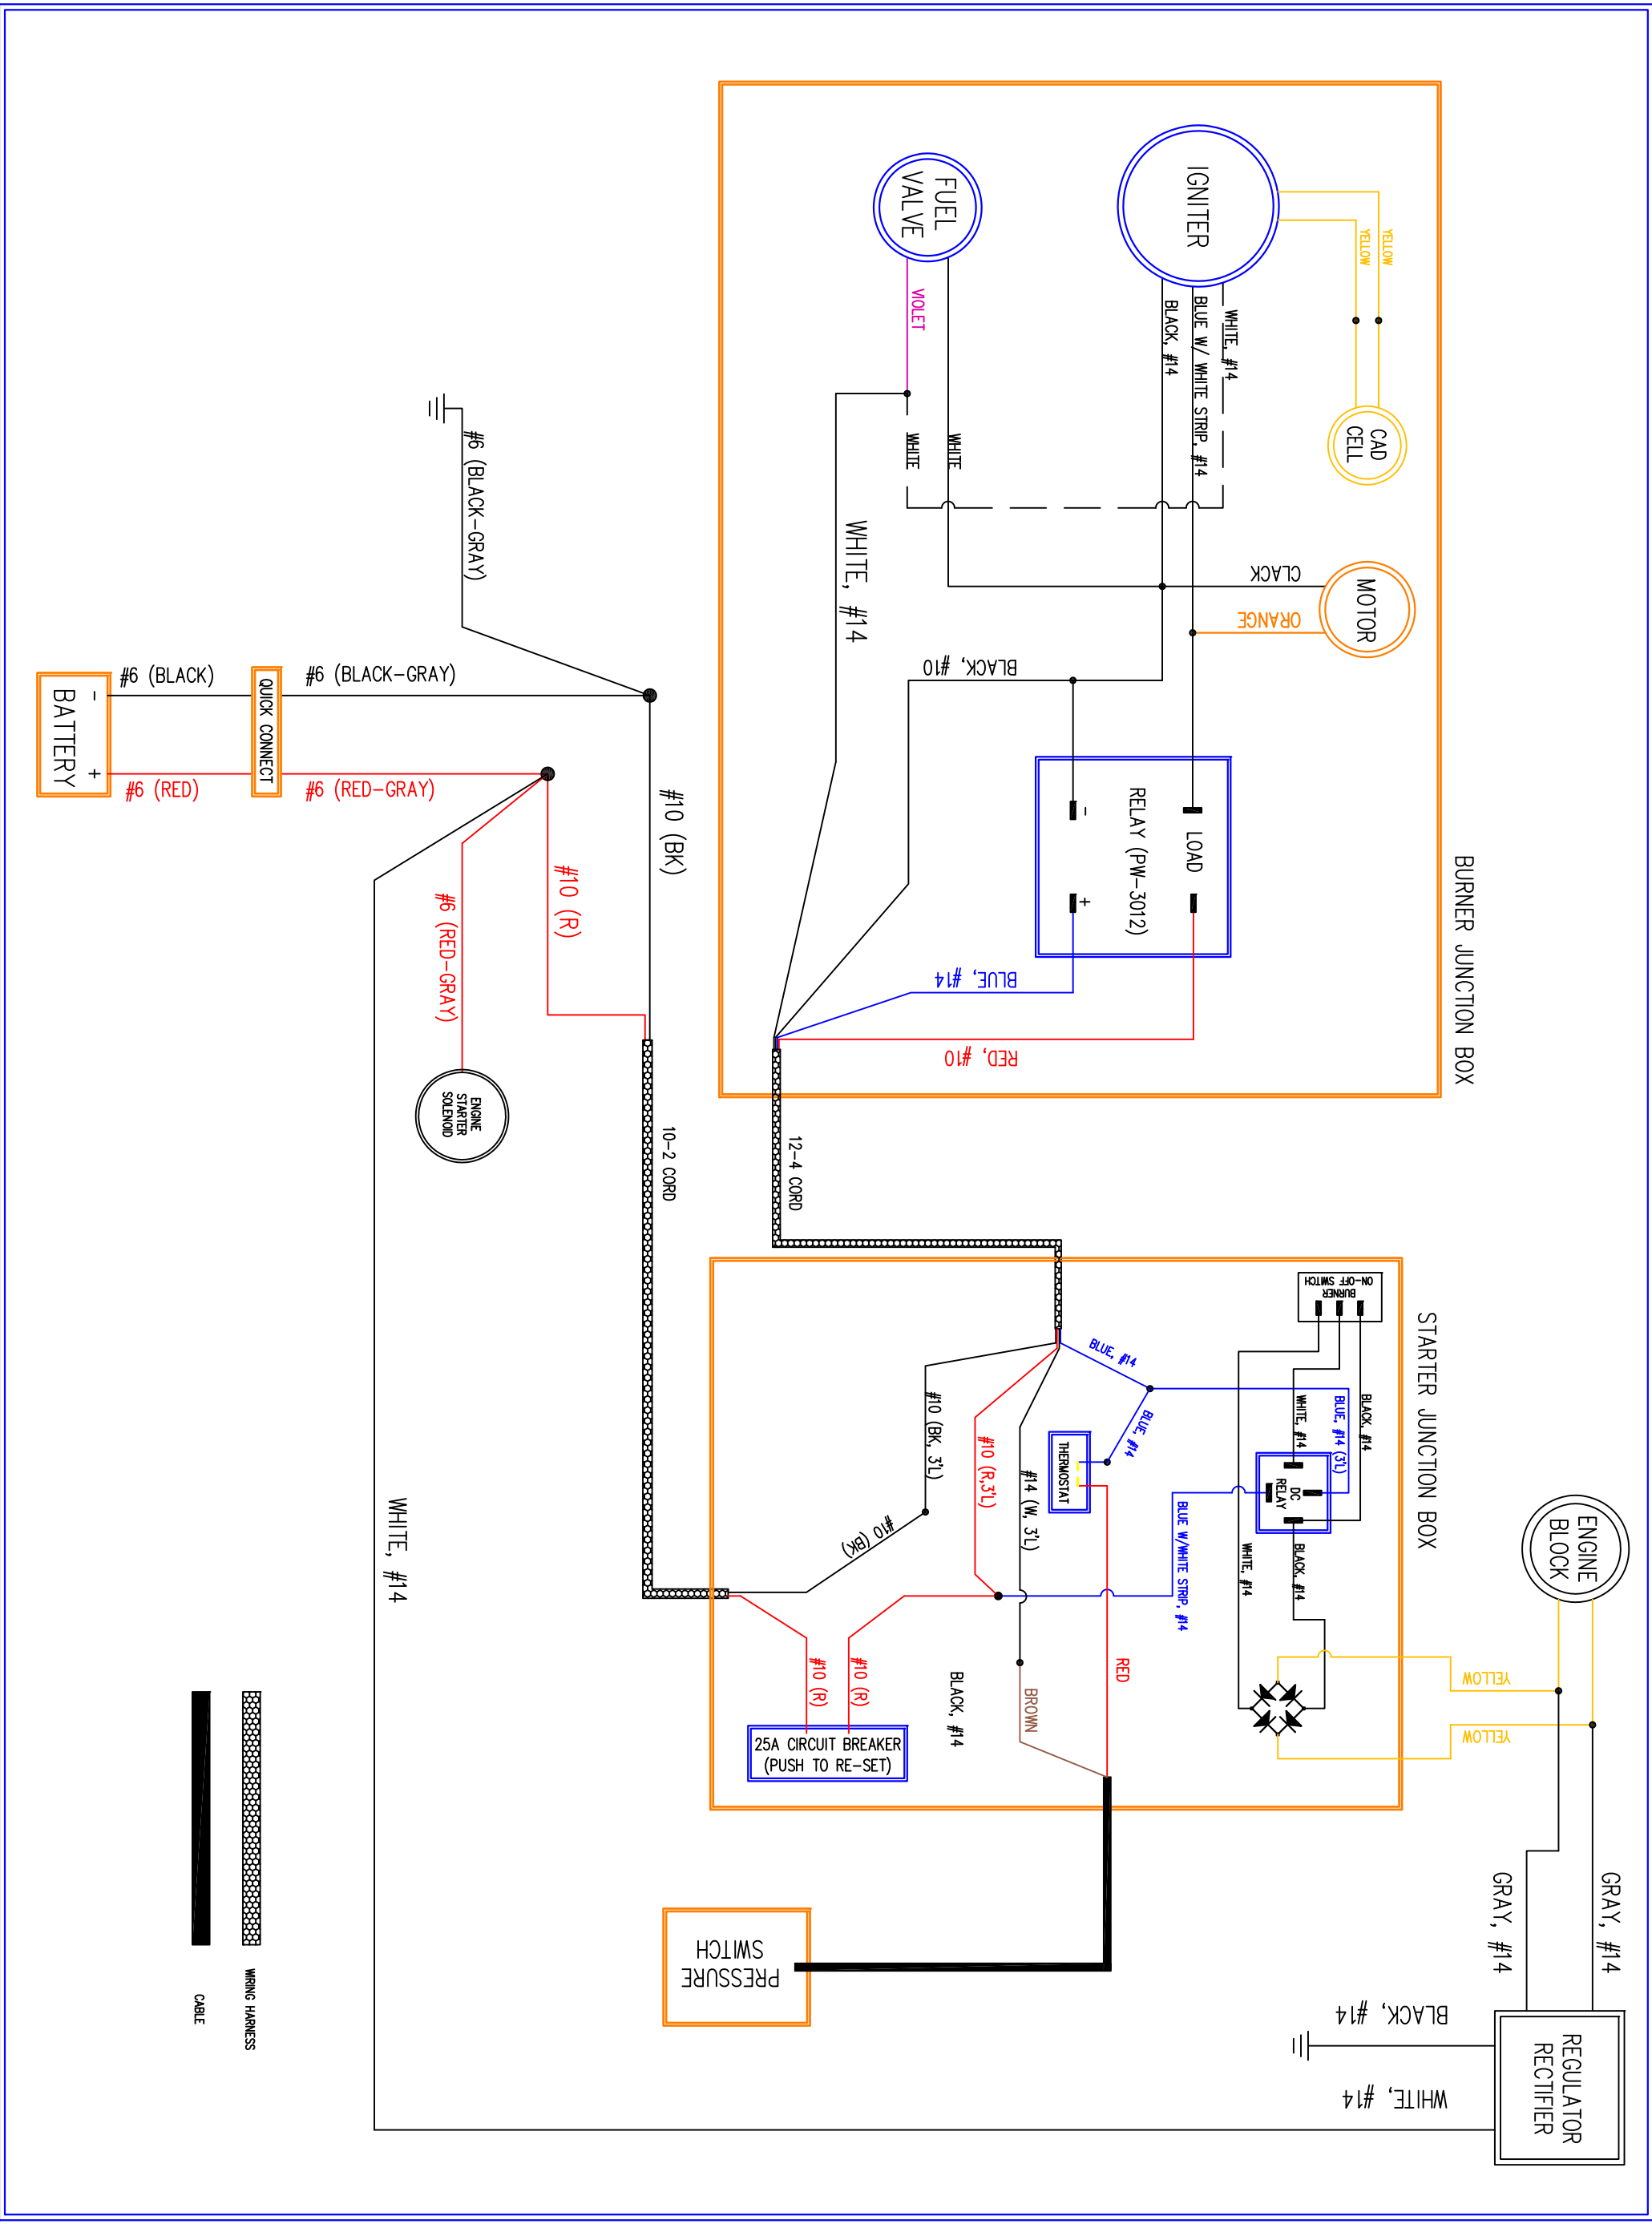 BURNER JUNCTION BOX
IGNITER
FUEL
VALVE
YELLOW
YELLOW
CAD
CELL
MOTOR
WHITE, #14
BLUE W/ WHITE STRIP, #14
BLACK, #14
VIOLET
WHITE
WHITE
CLACK
ORANGE
WHITE, #14
BLACK, #10
LOAD
RELAY (PW-3012)
-
+
BLUE, #14
RED, #10
12-4 CORD
STARTER JUNCTION BOX
BURNER
ON-OFF SWITCH
BLACK, #14
BLUE, #14 (3'L)
WHITE, #14
DC
RELAY
BLACK, #14
WHITE, #14
BLUE, #14
BLUE, #14
BLUE W/WHITE STRIP, #14
THERMOSTAT
#14 (W, 3'L)
#10 (R,3'L)
#10 (BK, 3'L)
#10 (BK)
RED
BROWN
BLACK, #14
#10 (R)
#10 (R)
25A CIRCUIT BREAKER
(PUSH TO RE-SET)
ENGINE
BLOCK
YELLOW
YELLOW
GRAY, #14
GRAY, #14
REGULATOR
RECTIFIER
BLACK, #14
WHITE, #14
PRESSURE
SWITCH
#6 (BLACK-GRAY)
#6 (BLACK)
#6 (BLACK-GRAY)
QUICK CONNECT
- +
BATTERY
#6 (RED)
#6 (RED-GRAY)
#10 (BK)
#10 (R)
#6 (RED-GRAY)
ENGINE
STARTER
SOLENOID
10-2 CORD
WHITE, #14
WIRING HARNESS
CABLE